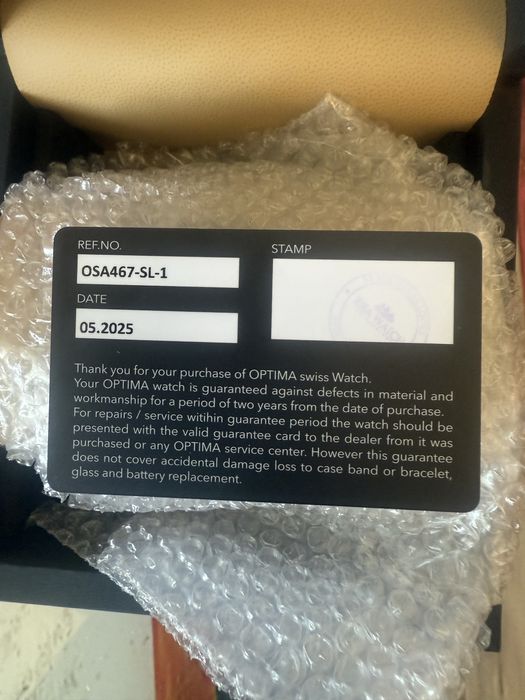 REF.NO.
OSA467-SL-1
STAMP
DATE
05.2025
Thank you for your purchase of OPTIMA swiss Watch.
Your OPTIMA watch is guaranteed against defects in material and
workmanship for a period of two years from the date of purchase.
For repairs / service witihin guarantee period the watch should be
presented with the valid guarantee card to the dealer from it was
purchased or any OPTIMA service center. However this guarantee
does not cover accidental damage loss to case band or bracelet,
glass and battery replacement.